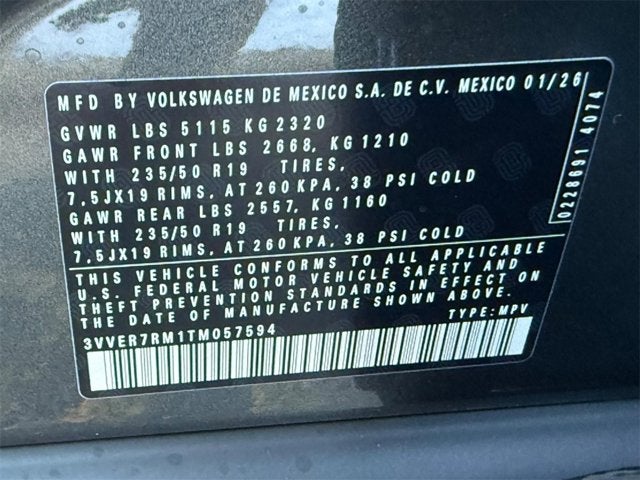 MFD BY VOLKSWAGEN DE MEXICO S.A. DE C.V. MEXICO 01/26
GVWR LBS 5115 KG 2320
GAWR FRONT LBS 2668, KG 1210
WITH 235/50 R19 TIRES,
7,5JX19 RIMS, AT 260 KPA, 38 PSI COLD
GAWR REAR LBS 2557, KG 1160
WITH 235/50 R19 TIRES,
7,5JX19 RIMS, AT 260 KPA, 38 PSI COLD
THIS VEHICLE CONFORMS TO ALL APPLICABLE
U.S. FEDERAL MOTOR VEHICLE SAFETY AND
THEFT PREVENTION STANDARDS IN EFFECT ON
THE DATE OF MANUFACTURE SHOWN ABOVE.
3VVER7RM1TM057594 TYPE: MPV
0228691 4074